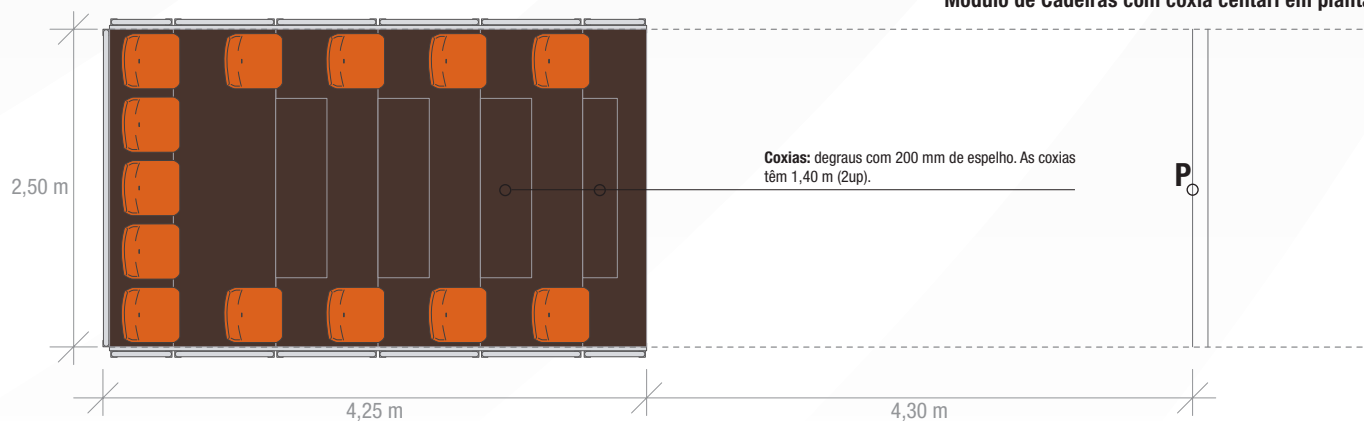 Módulo de Cadeiras com coxia centarl em planta
2,50 m
Coxias: degraus com 200 mm de espelho. As coxias
têm 1,40 m (2up).
P
4,25 m
4,30 m